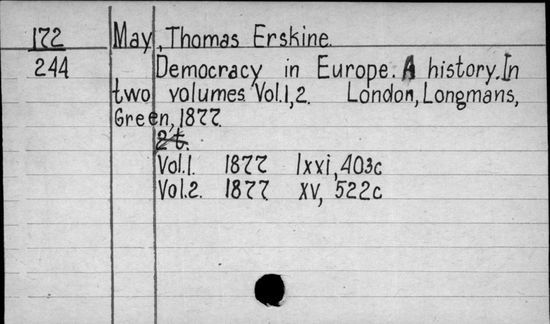 172 May, Thomas Erskine.
244 Democracy in Europe. A history. In
two volumes Vol.1,2. London, Longmans,
Green, 1877.
2 t.
Vol.1. 1877 lxxi, 403c
Vol.2. 1877 xv, 522c